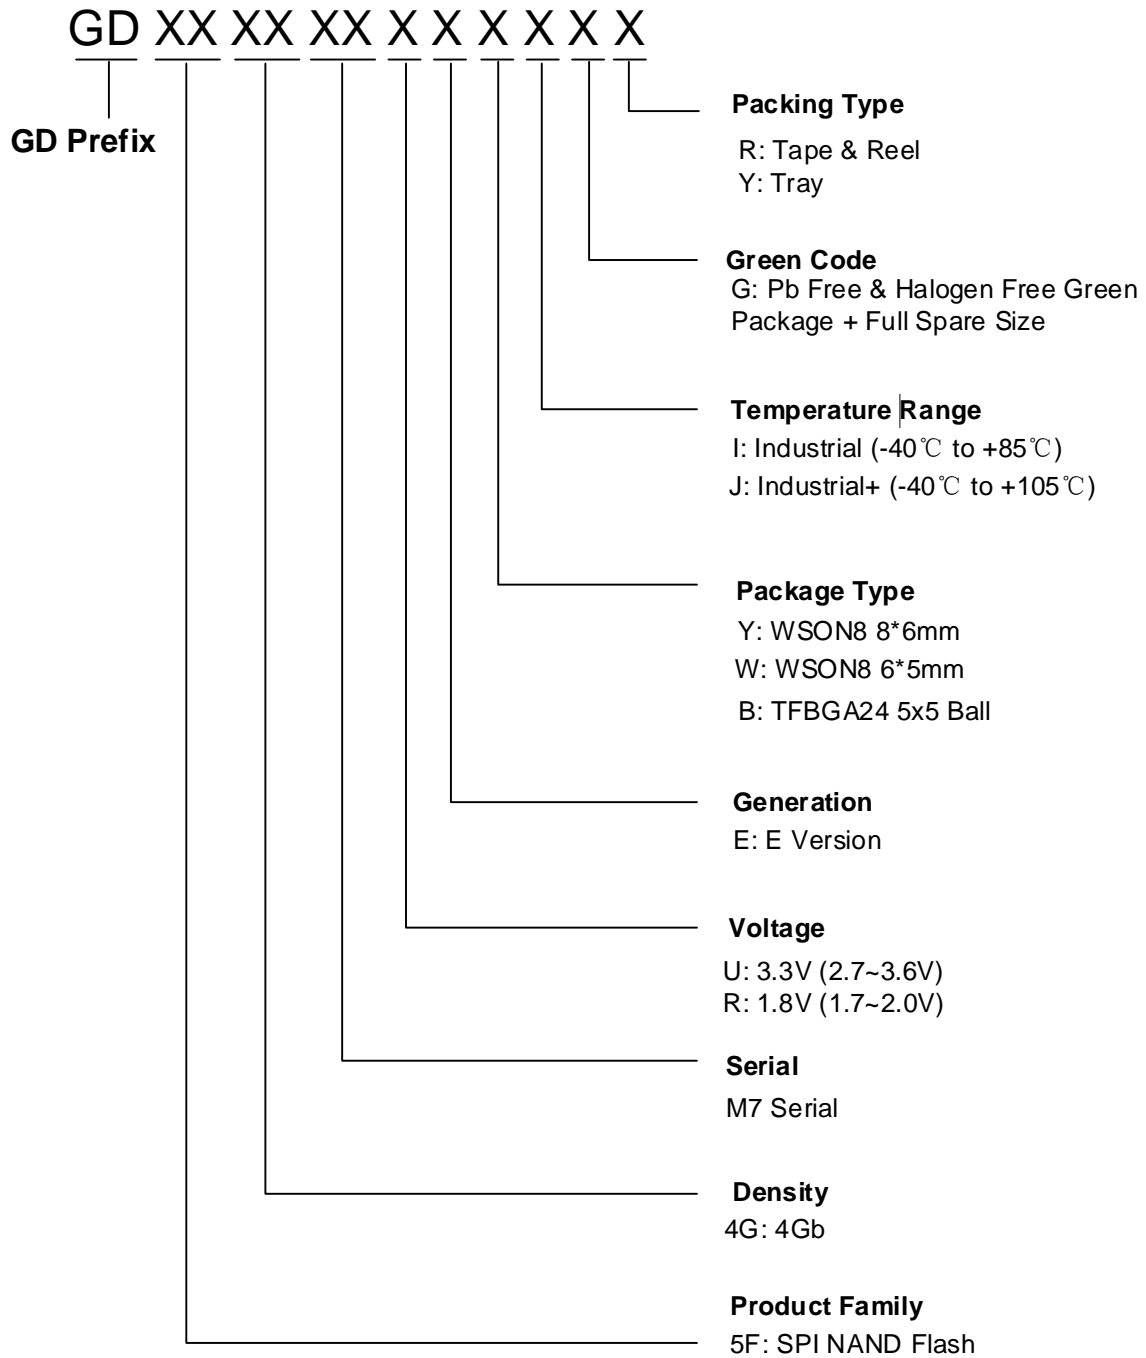 GD XX XX XX X X X X X X
GD Prefix
Packing Type
R: Tape & Reel
Y: Tray
Green Code
G: Pb Free & Halogen Free Green
Package + Full Spare Size
Temperature Range
I: Industrial (-40℃ to +85℃)
J: Industrial+ (-40℃ to +105℃)
Package Type
Y: WSON8 8*6mm
W: WSON8 6*5mm
B: TFBGA24 5x5 Ball
Generation
E: E Version
Voltage
U: 3.3V (2.7~3.6V)
R: 1.8V (1.7~2.0V)
Serial
M7 Serial
Density
4G: 4Gb
Product Family
5F: SPI NAND Flash